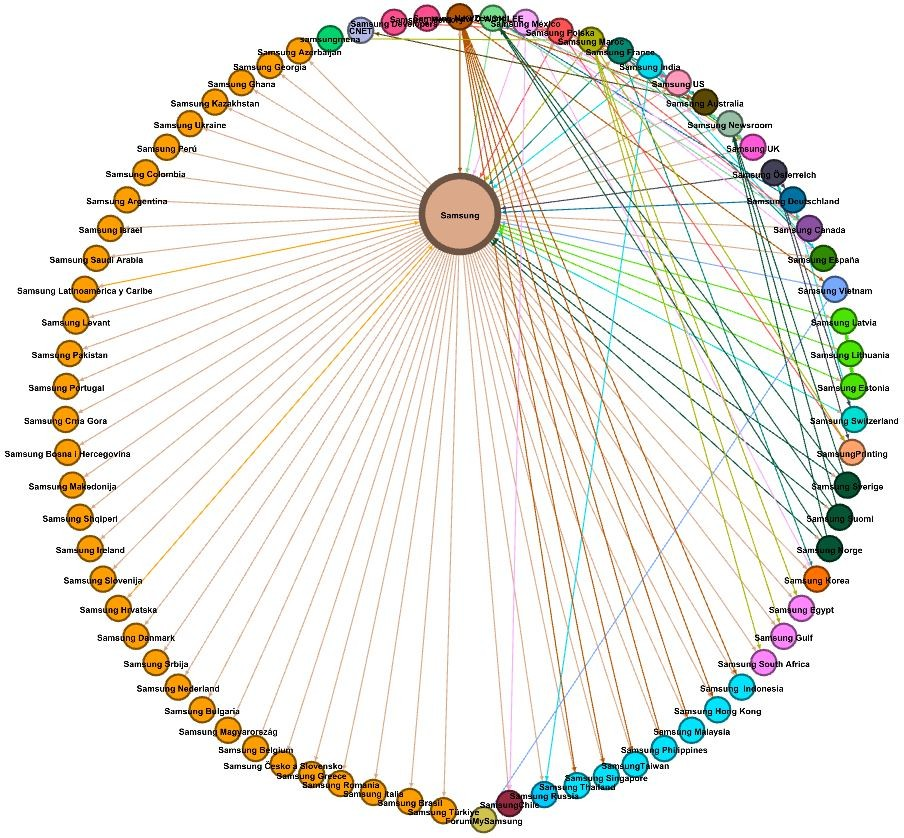 Samsung Developers
Samsung México
Samsung Polska
Samsung Maroc
Samsung France
Samsung India
Samsung US
Samsung Australia
Samsung Newsroom
Samsung UK
Samsung Österreich
Samsung Deutschland
Samsung Canada
Samsung España
Samsung Vietnam
Samsung Latvia
Samsung Lithuania
Samsung Estonia
Samsung Switzerland
SamsungPrinting
Samsung Sverige
Samsung Suomi
Samsung Norge
Samsung Korea
Samsung Egypt
Samsung Gulf
Samsung South Africa
Samsung Indonesia
Samsung Hong Kong
Samsung Malaysia
Samsung Philippines
SamsungTaiwan
Samsung Singapore
Samsung Thailand
Samsung Russia
SamsungChile
ForumMySamsung
Samsung Türkiye
Samsung Brasil
Samsung Italia
Samsung Romania
Samsung Greece
Samsung Česko a Slovensko
Samsung Belgium
Samsung Magyarország
Samsung Bulgaria
Samsung Nederland
Samsung Srbija
Samsung Danmark
Samsung Hrvatska
Samsung Slovenija
Samsung Ireland
Samsung Shqiperi
Samsung Makedonija
Samsung Bosna i Hercegovina
Samsung Crna Gora
Samsung Portugal
Samsung Pakistan
Samsung Levant
Samsung Latinoamérica y Caribe
Samsung Saudi Arabia
Samsung Israel
Samsung Argentina
Samsung Colombia
Samsung Perú
Samsung Ukraine
Samsung Kazakhstan
Samsung Ghana
Samsung Georgia
Samsung Azerbaijan
samsungmena
CNET
Samsung